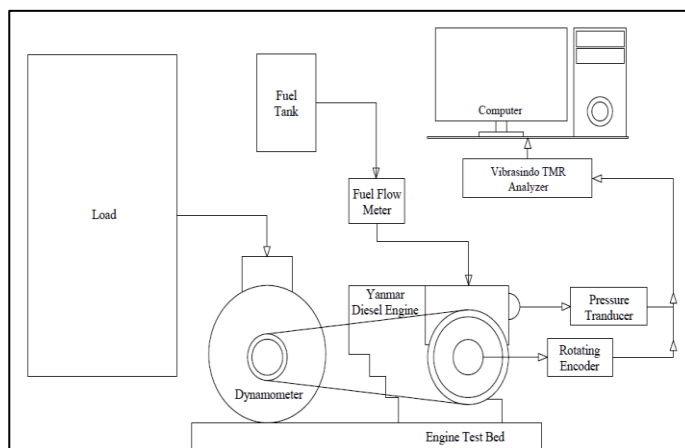 Load
Fuel
Tank
Fuel Flow
Meter
Computer
Vibrasindo TMR
Analyzer
Yanmar
Diesel Engine
Pressure
Tranducer
Rotating
Encoder
Dynamometer
Engine Test Bed